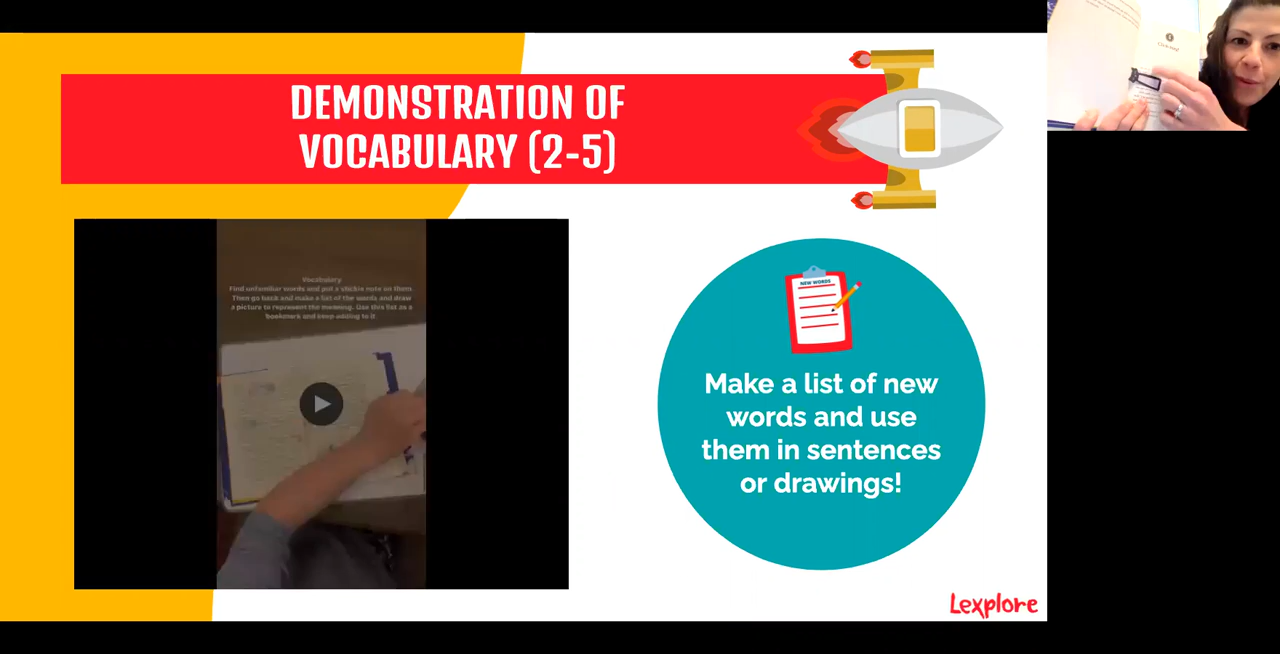 DEMONSTRATION OF
VOCABULARY (2-5)
Vocabulary
Find unfamiliar words and put a stickie note on them
Then go back and make a list of the words and draw
a picture to represent the meaning. Use this list as a
bookmark and keep adding to it
NEW WORDS
Make a list of new
words and use
them in sentences
or drawings!
Lexplore